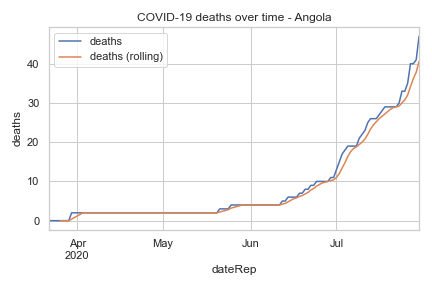 COVID-19 deaths over time - Angola
deaths
deaths (rolling)
deaths
40
30
20
10
0
Apr
2020
May
Jun
Jul
dateRep